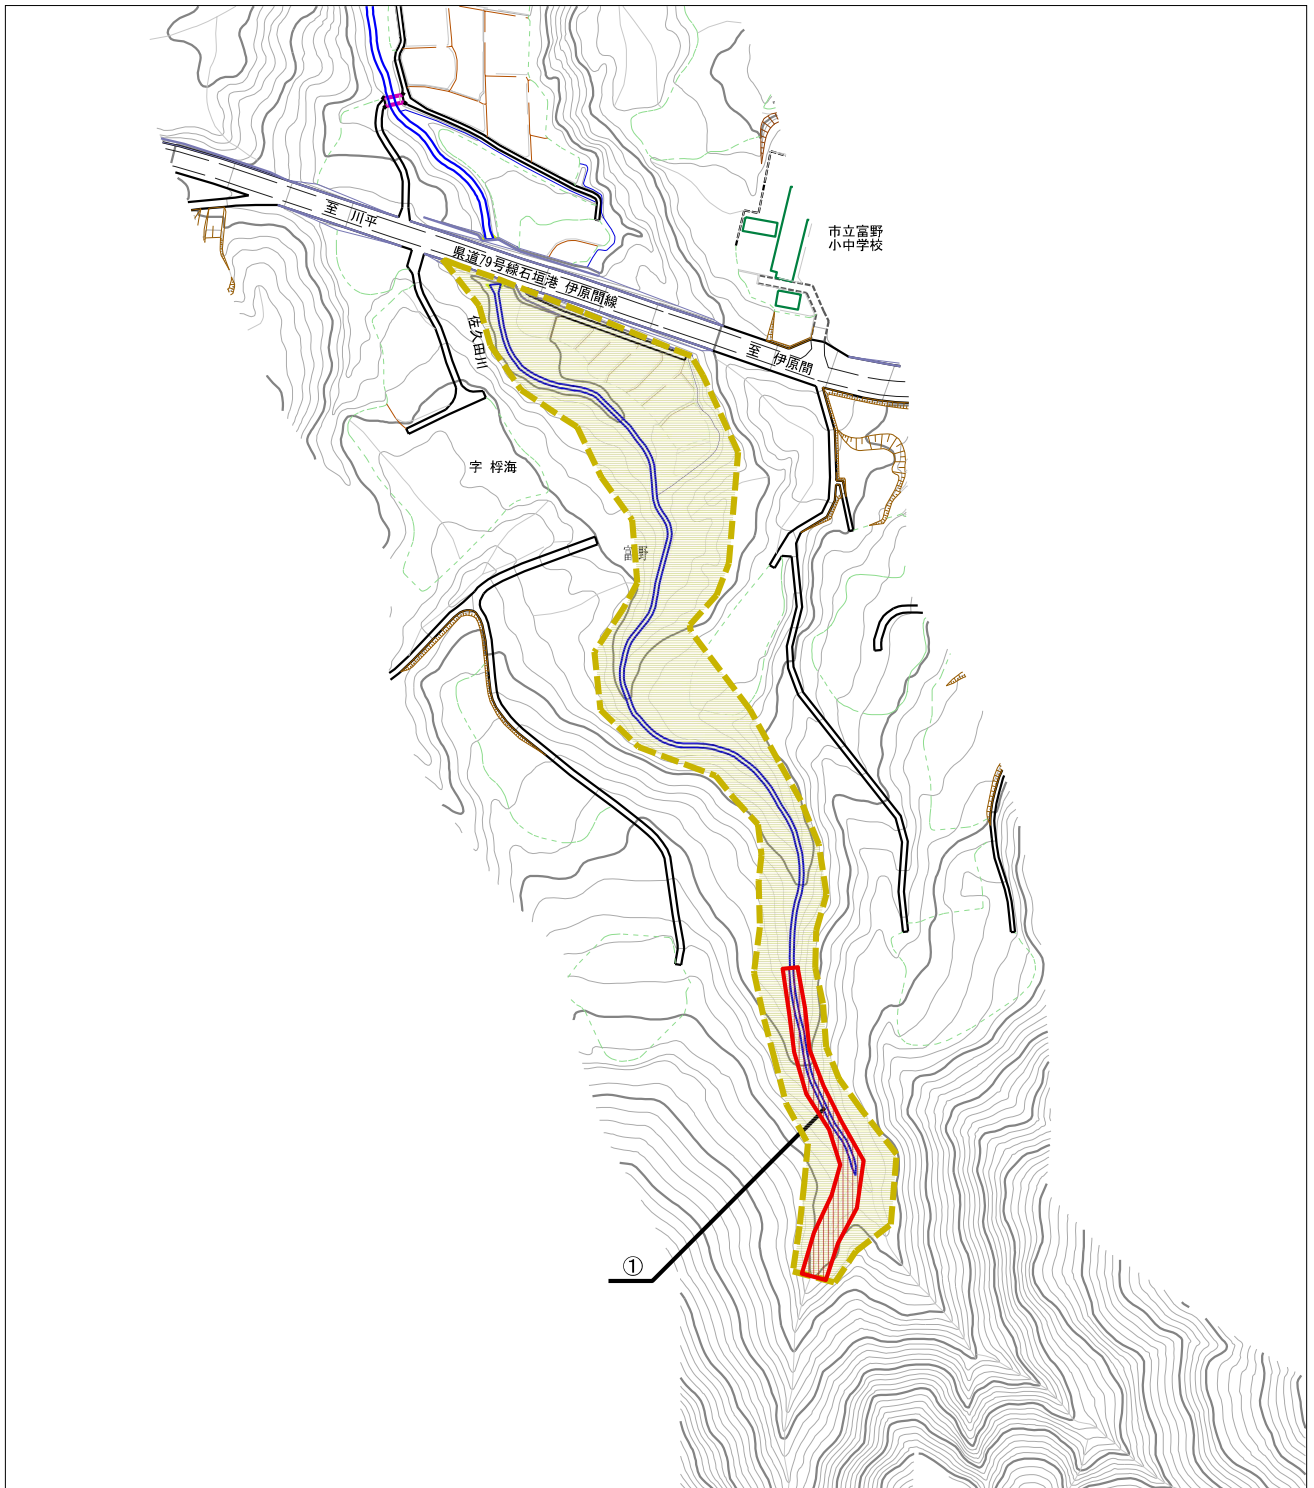 市立富野
小中学校
至 川平
県道79号線石垣港 伊原間線
佐久田川
至 伊原間
字 桴海
富野
①